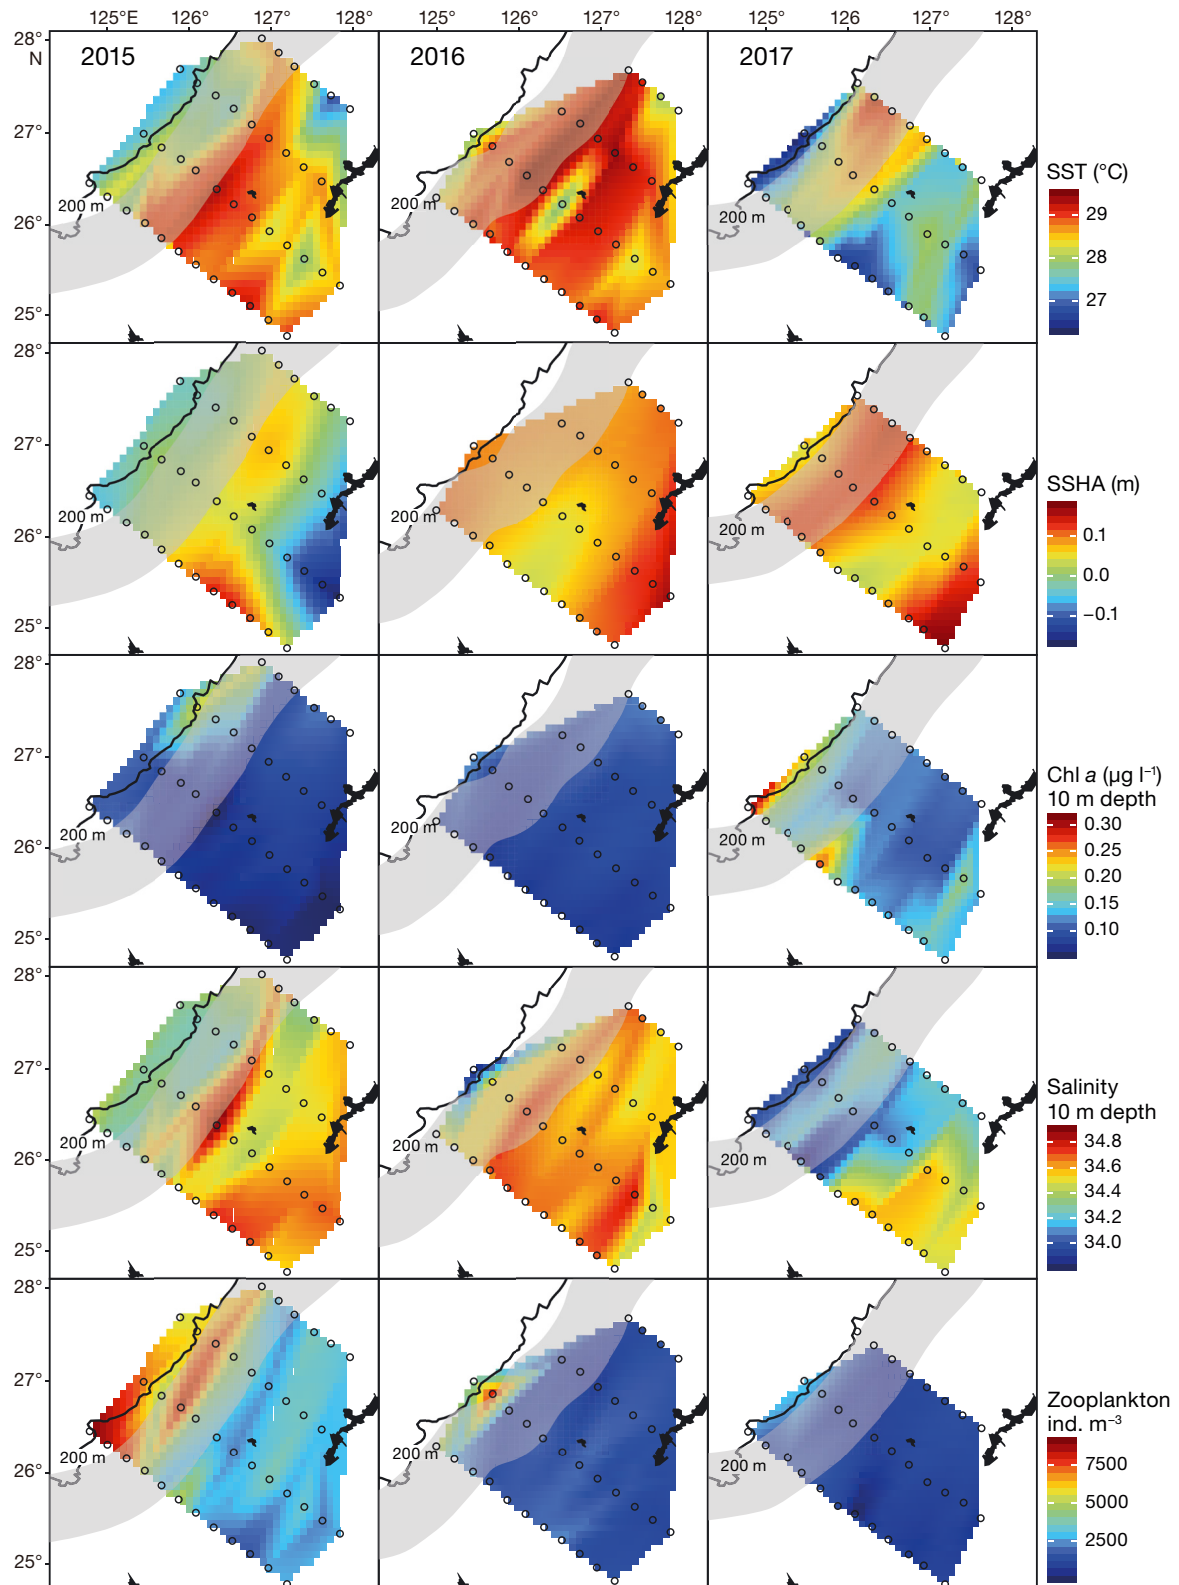 125°E 126° 127° 128° 125° 126° 127° 128° 125° 126° 127° 128°
28°
N
2015 2016 2017
27°
26°
25°
200 m 200 m 200 m
SST (°C)
29
28
27
28°
27°
26°
25°
200 m 200 m 200 m
SSHA (m)
0.1
0.0
−0.1
28°
27°
26°
25°
200 m 200 m 200 m
Chl a (µg l⁻¹)
10 m depth
0.30
0.25
0.20
0.15
0.10
28°
27°
26°
25°
200 m 200 m 200 m
Salinity
10 m depth
34.8
34.6
34.4
34.2
34.0
28°
27°
26°
25°
200 m 200 m 200 m
Zooplankton
ind. m⁻³
7500
5000
2500